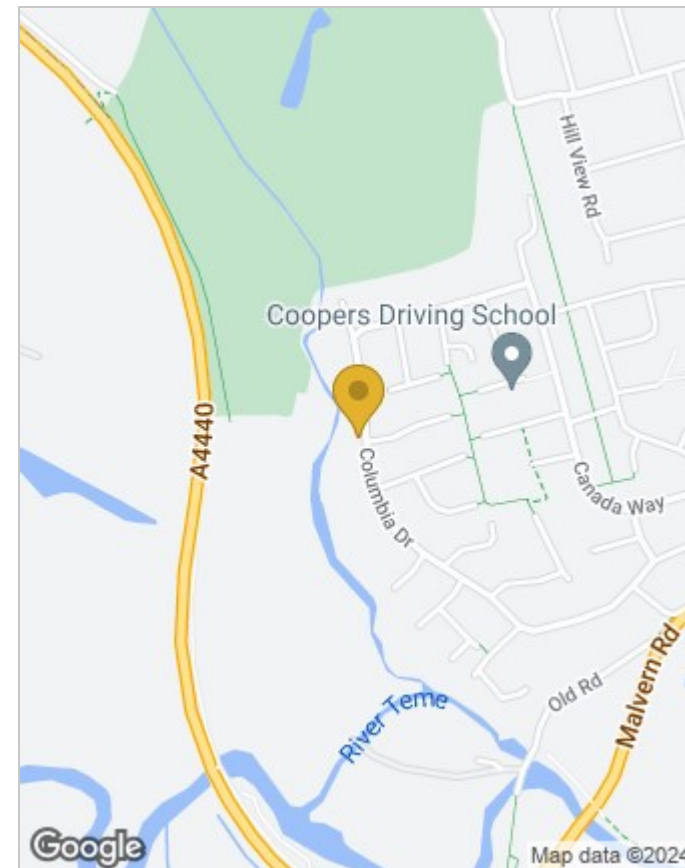 Hill View Rd
Coopers Driving School
A4440
Columbia Dr
Canada Way
River Teme
Old Rd
Malvern Rd
Google
Map data ©2024